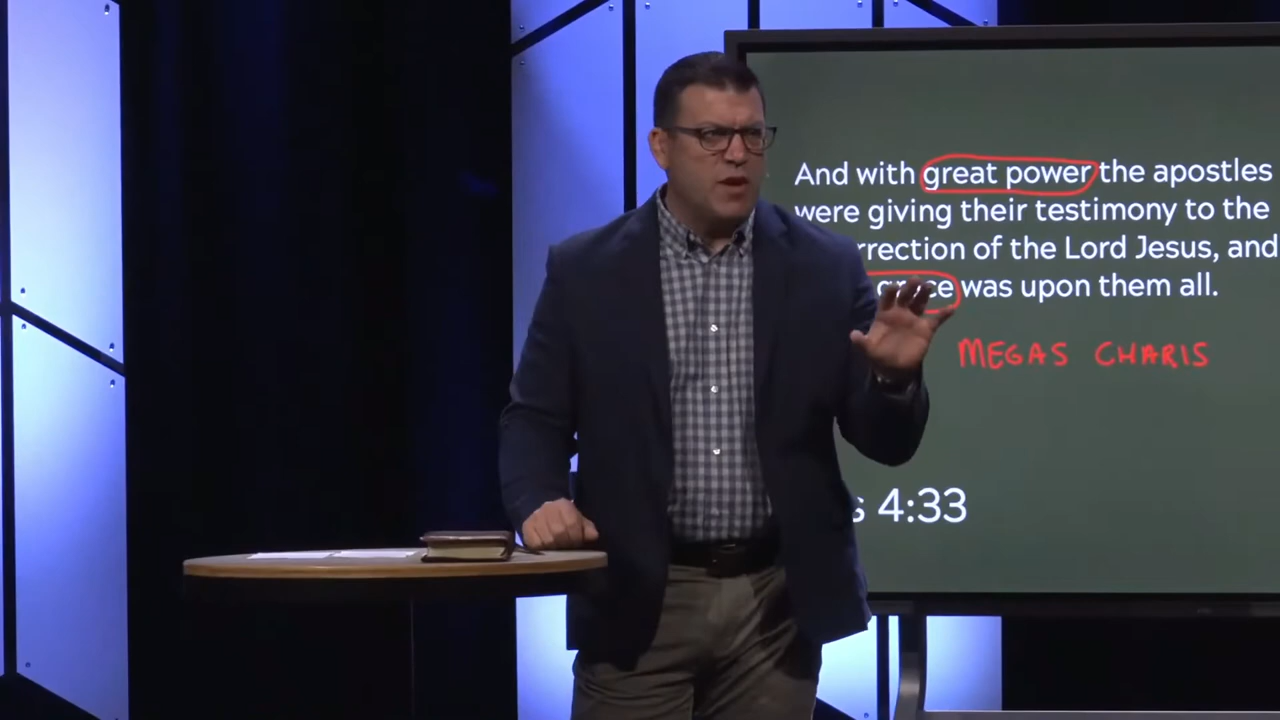 And with great power the apostles
were giving their testimony to the
rrection of the Lord Jesus, and
grace was upon them all.
MEGAS CHARIS
s 4:33